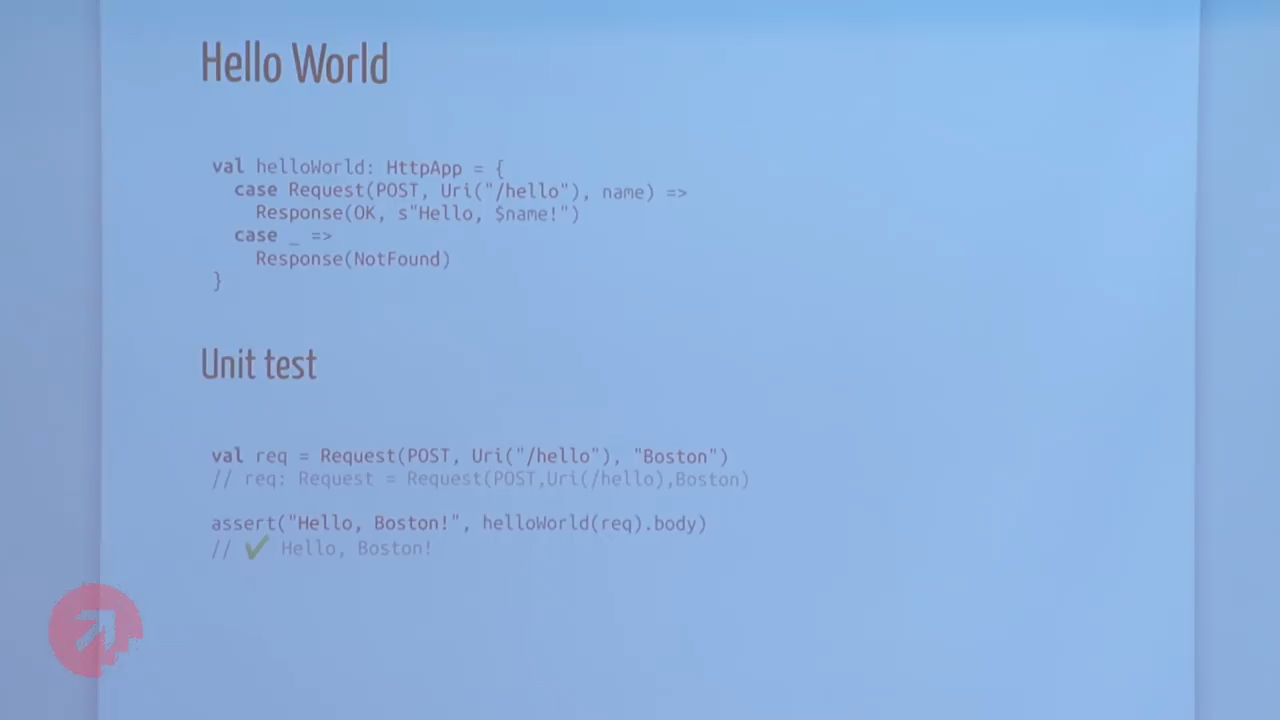 Hello World
val helloWorld: HttpApp = {
  case Request(POST, Uri("/hello"), name) =>
    Response(OK, s"Hello, $name!")
  case _ =>
    Response(NotFound)
}
Unit test
val req = Request(POST, Uri("/hello"), "Boston")
// req: Request = Request(POST,Uri(/hello),Boston)
assert("Hello, Boston!", helloWorld(req).body)
// ✔ Hello, Boston!